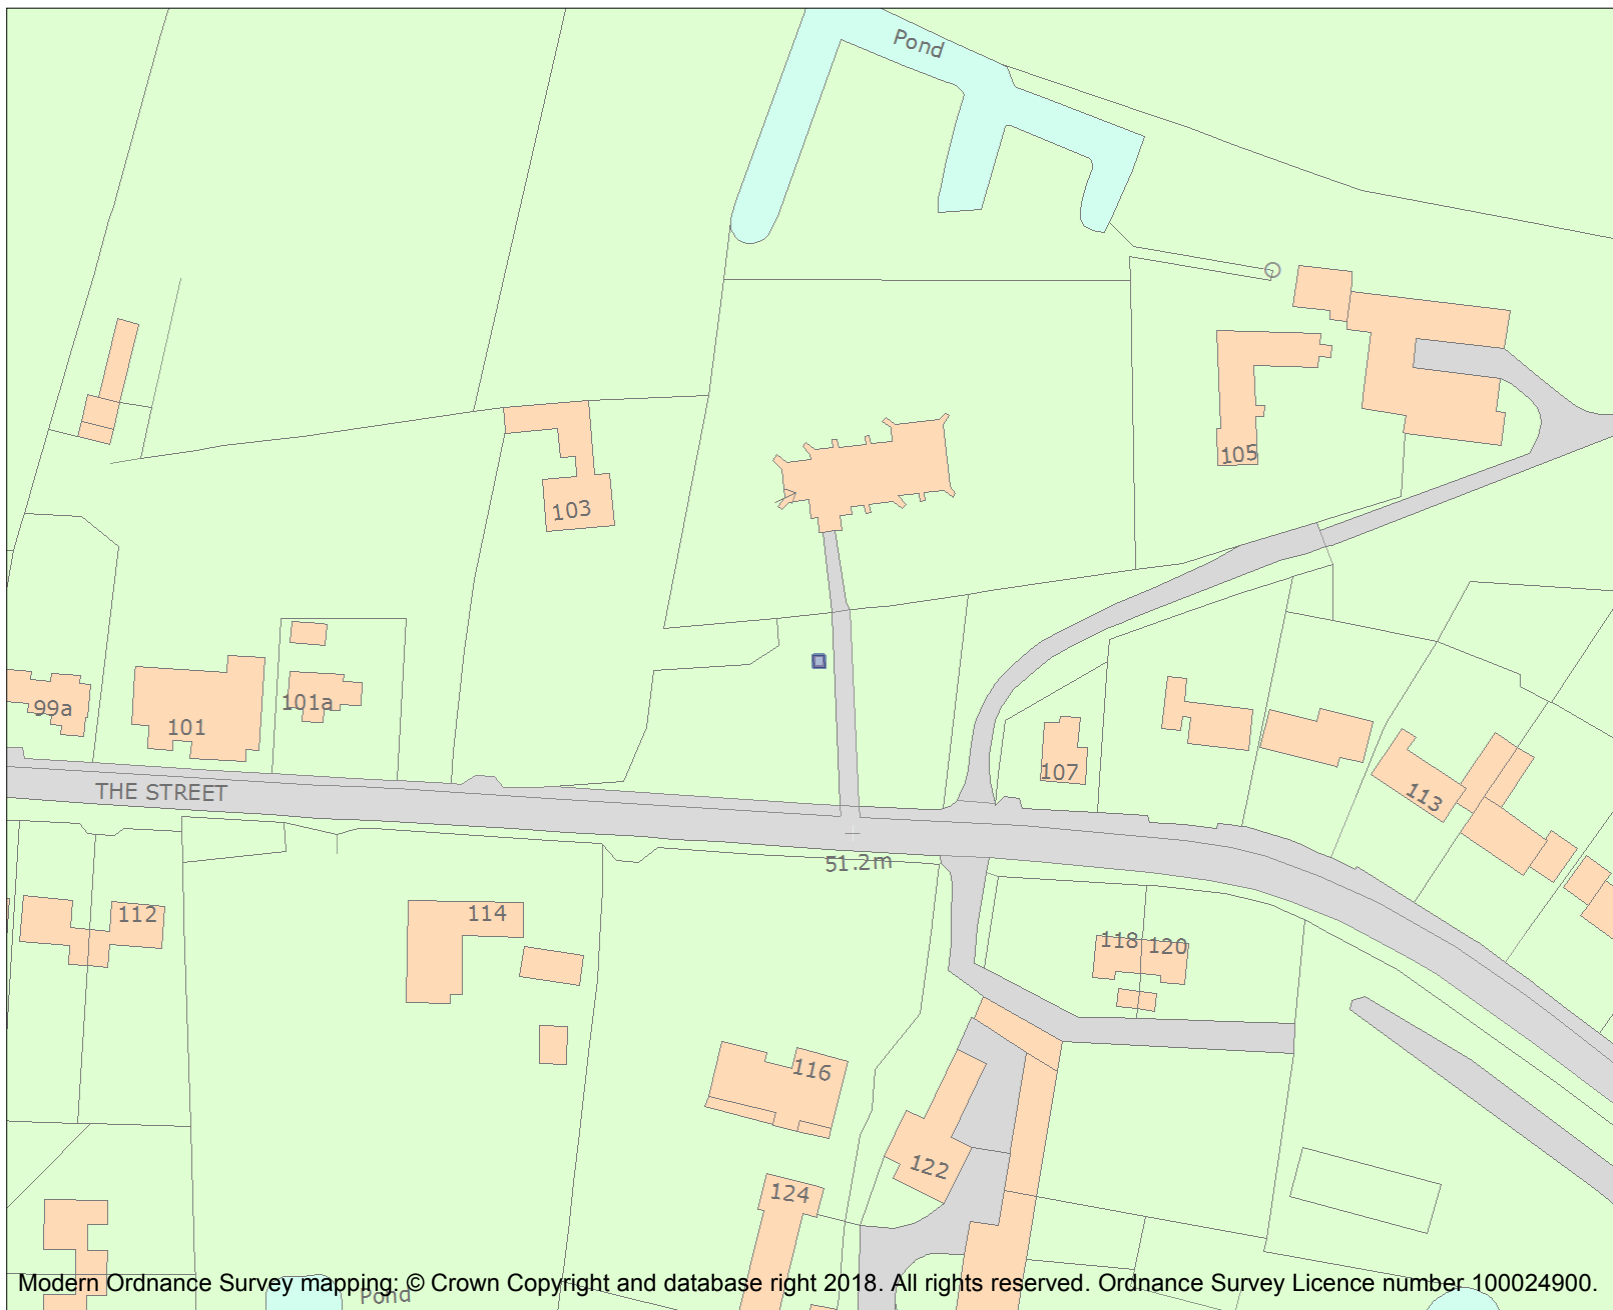 Pond
105
103
99a
101
101a
107
113
THE STREET
51.2m
112
114
118
120
116
122
124
Pond
Modern Ordnance Survey mapping: © Crown Copyright and database right 2018. All rights reserved. Ordnance Survey Licence number 100024900.